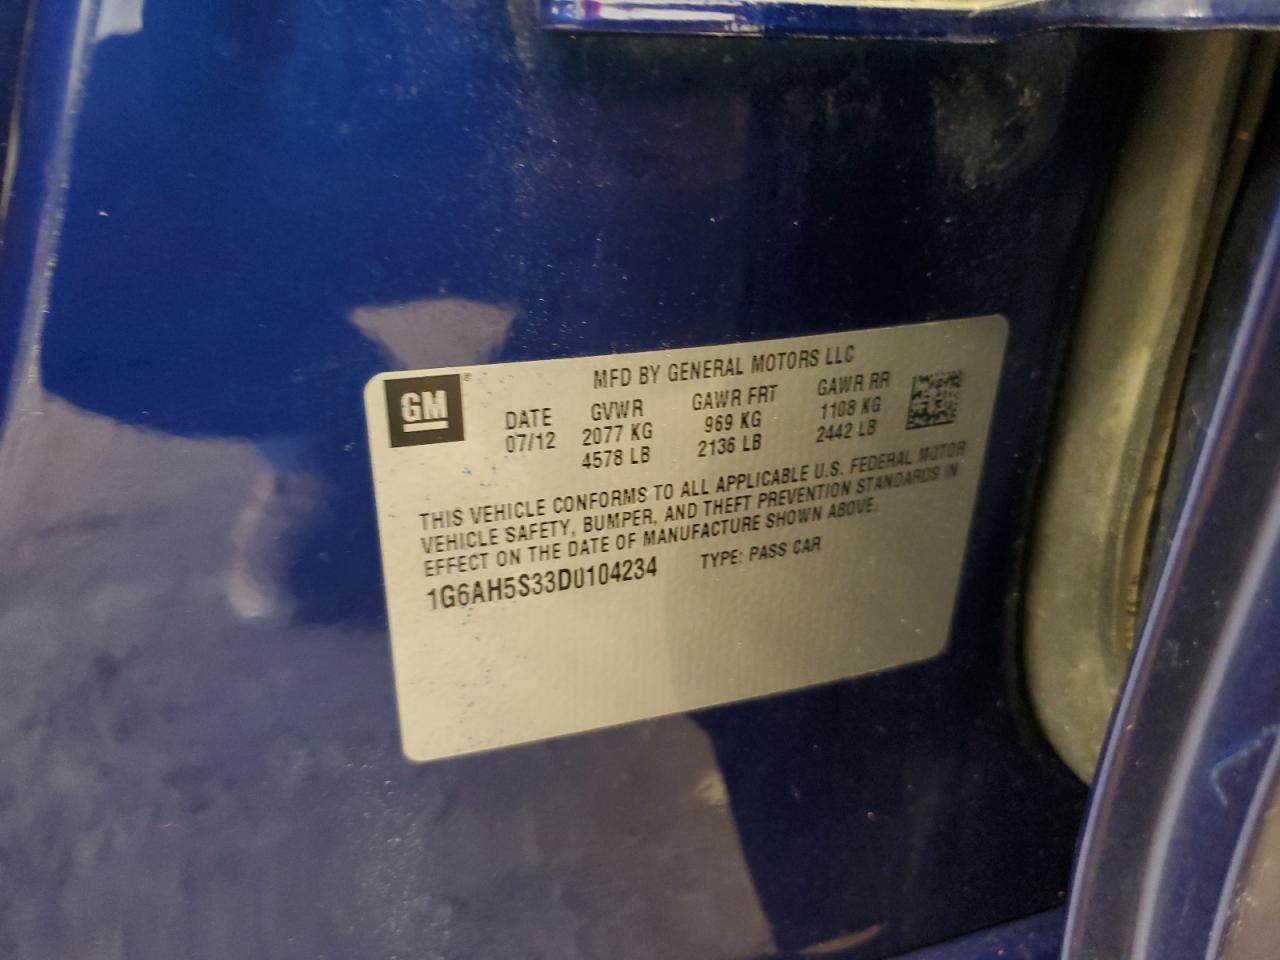 GM®
MFD BY GENERAL MOTORS LLC
DATE GVWR GAWR FRT GAWR RR
07/12 2077 KG 969 KG 1108 KG
4578 LB 2136 LB 2442 LB
THIS VEHICLE CONFORMS TO ALL APPLICABLE U.S. FEDERAL MOTOR
VEHICLE SAFETY, BUMPER, AND THEFT PREVENTION STANDARDS IN
EFFECT ON THE DATE OF MANUFACTURE SHOWN ABOVE.
1G6AH5S33D0104234 TYPE: PASS CAR